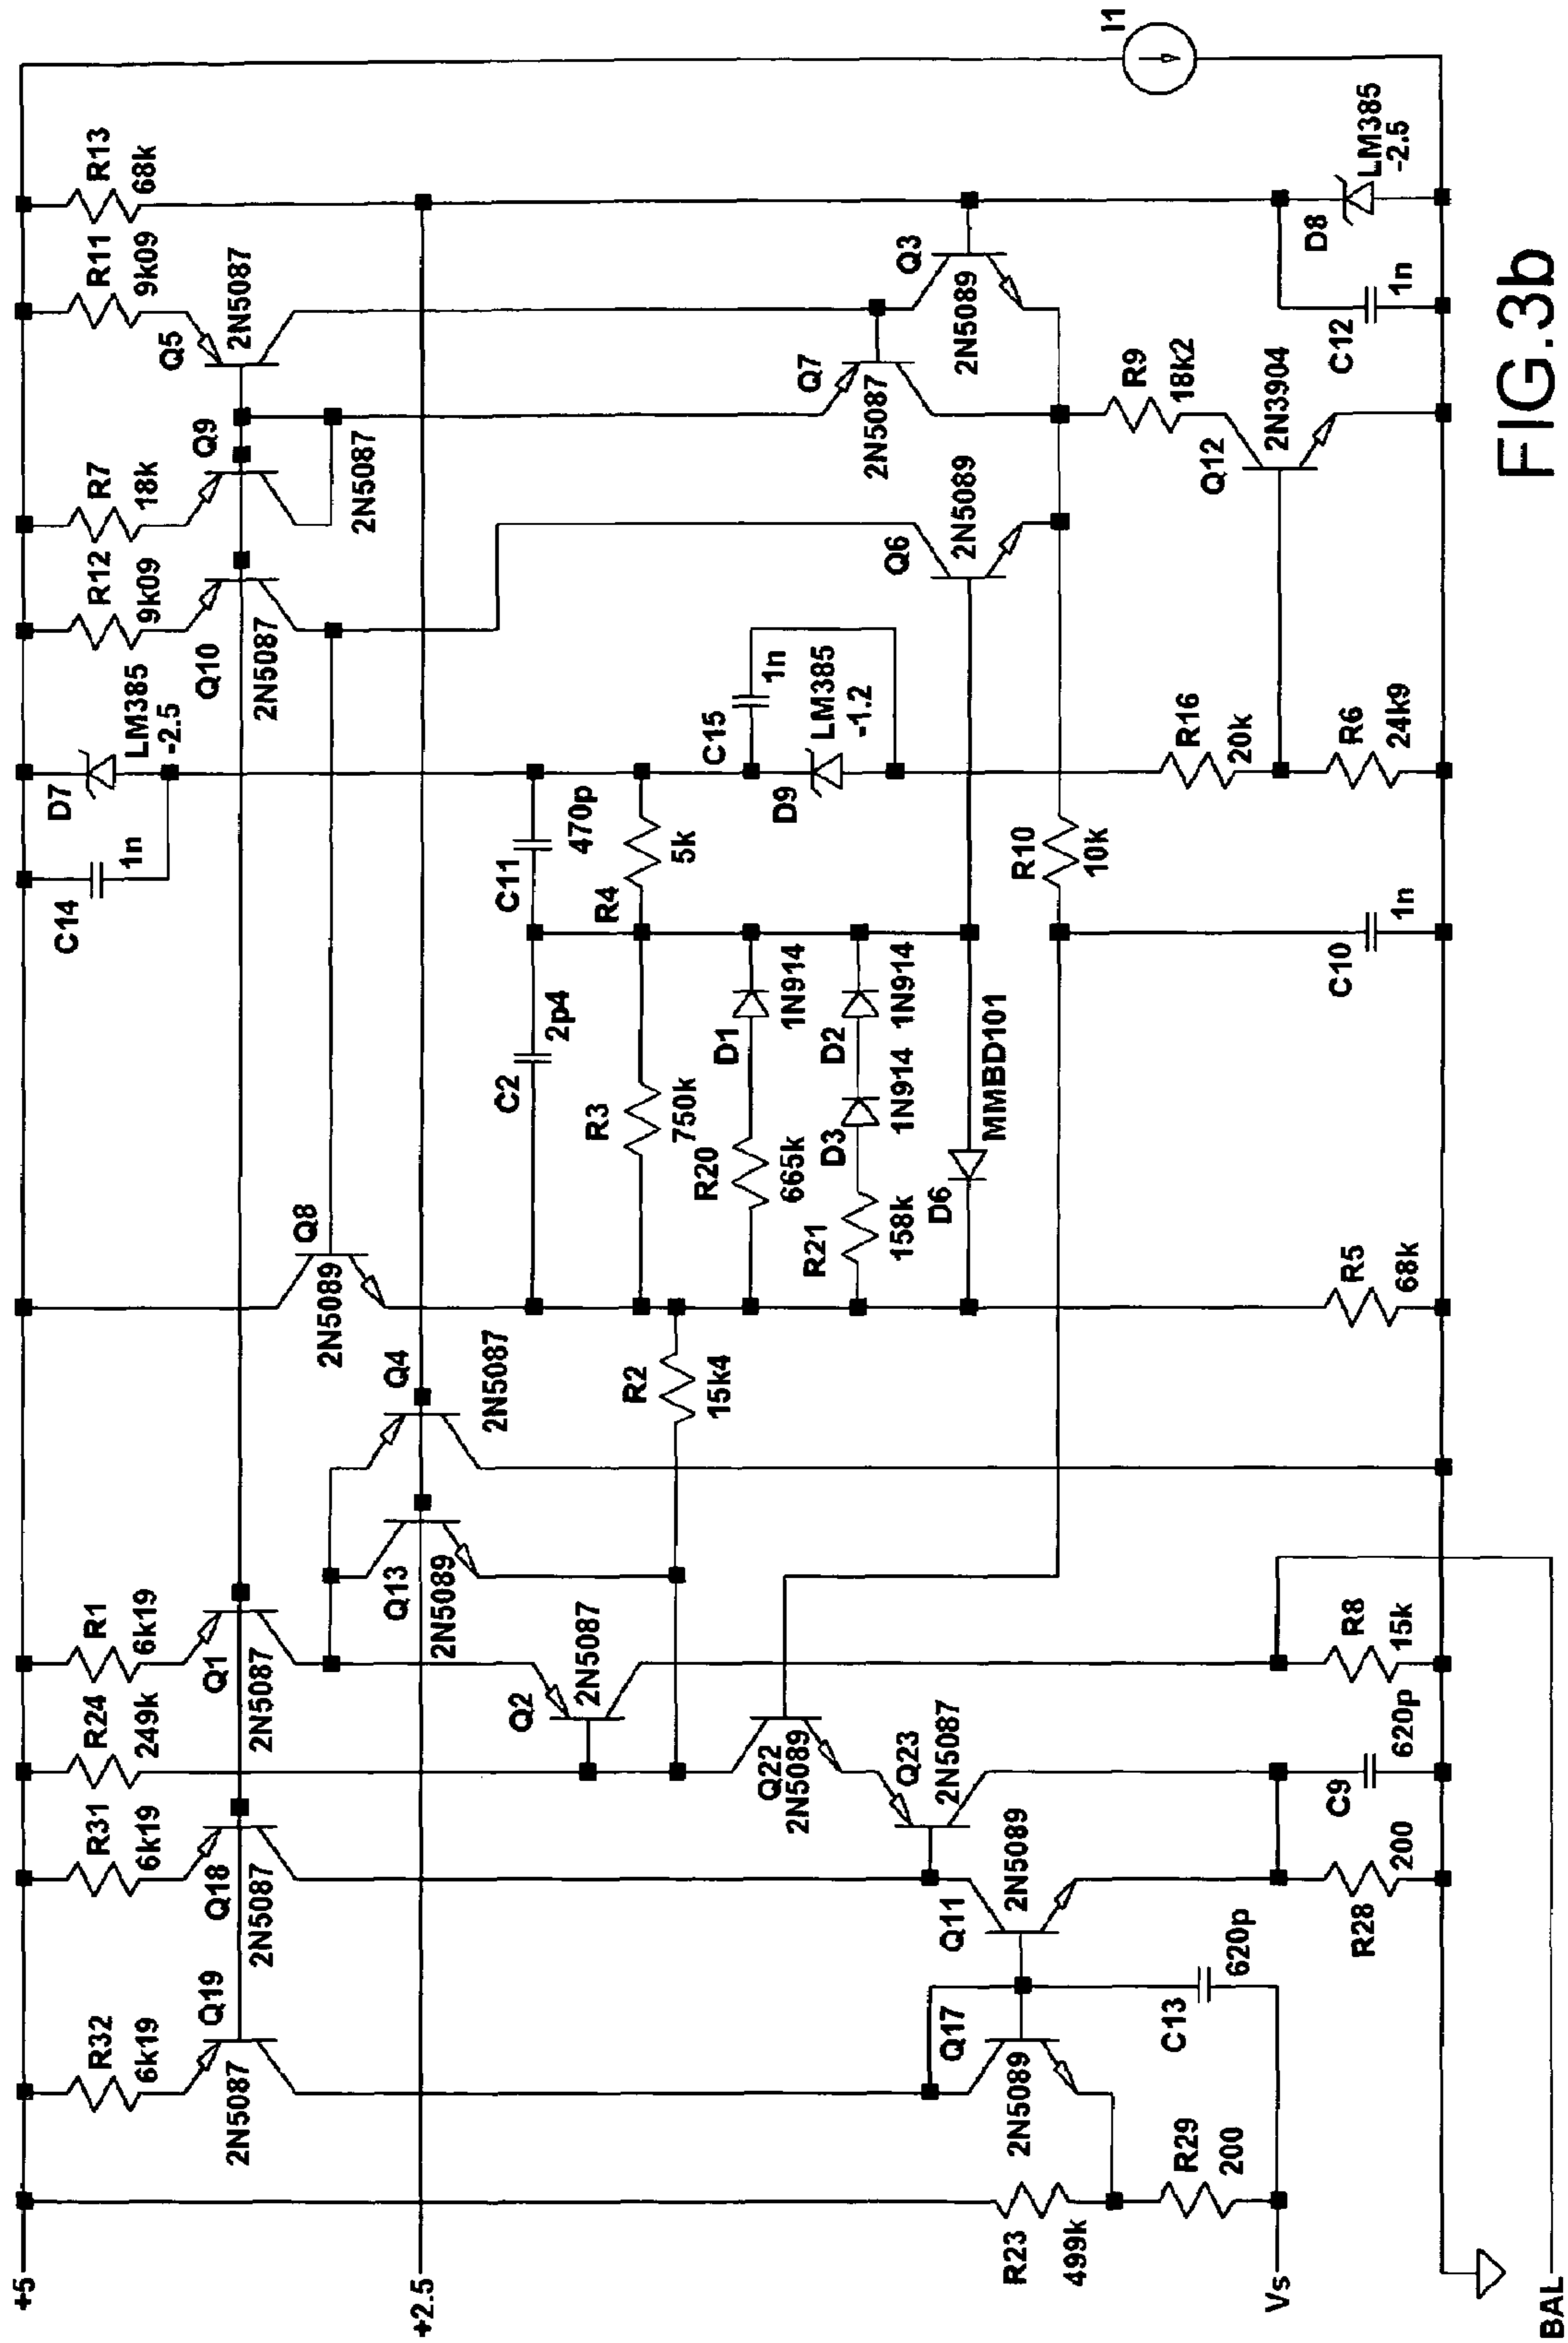 +5
+2.5
Vs
BAL
R32
6k19
R31
6k19
R24
249k
R1
6k19
R12
9k09
R7
18k
R11
9k09
R13
68k
Q19
2N5087
Q18
2N5087
Q1
2N5087
Q10
2N5087
Q9
2N5087
Q5
2N5087
C14
1n
D7
LM385
-2.5
Q8
2N5089
Q13
2N5089
Q4
2N5087
Q2
2N5087
R2
15k4
C2
2p4
C11
470p
R3
750k
R4
5k
R20
665k
D1
1N914
R21
158k
D3
1N914
D2
1N914
D6
MMBD101
C15
1n
D9
LM385
-1.2
Q6
2N5089
Q7
2N5087
Q3
2N5089
Q22
2N5089
Q23
2N5087
Q11
2N5089
Q17
2N5089
R10
10k
R9
18k2
R16
20k
Q12
2N3904
R23
499k
R29
200
C13
620p
R28
200
C9
620p
R8
15k
R5
68k
C10
1n
R6
24k9
C12
1n
D8
LM385
-2.5
I1
FIG.3b